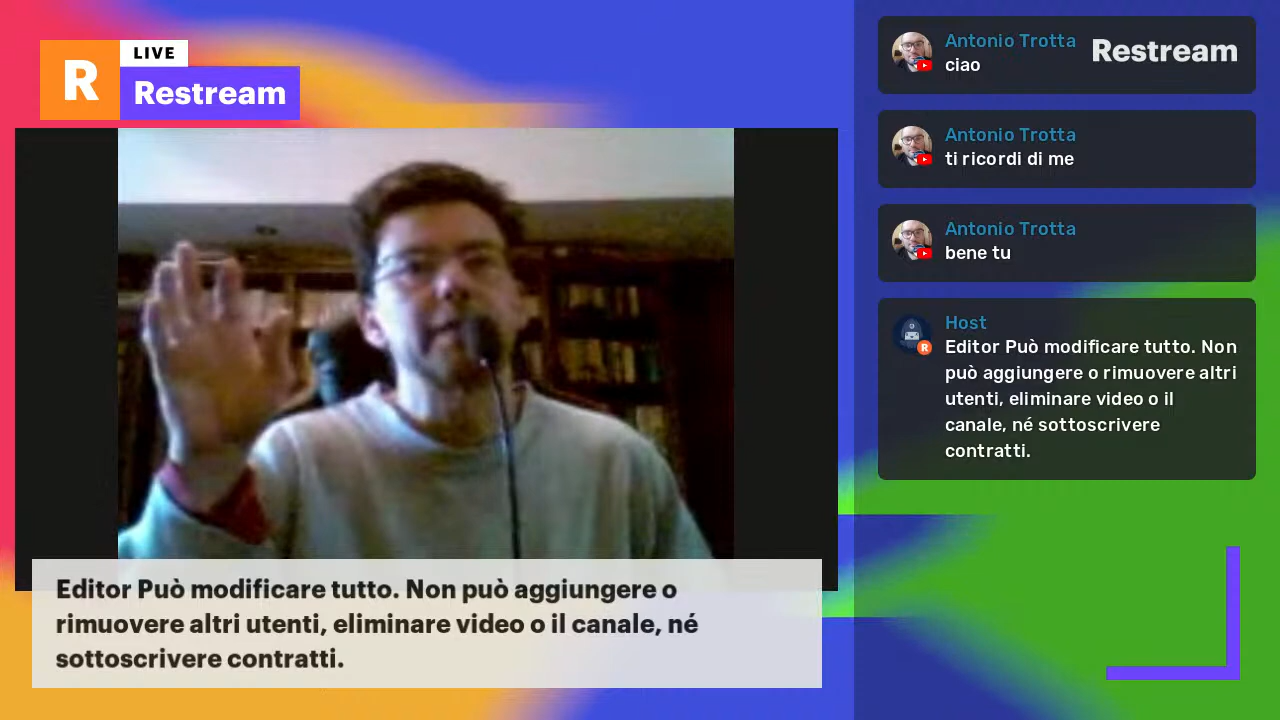 R
LIVE
Restream
Editor Può modificare tutto. Non può aggiungere o
rimuovere altri utenti, eliminare video o il canale, né
sottoscrivere contratti.
Antonio Trotta
Restream
ciao
Antonio Trotta
ti ricordi di me
Antonio Trotta
bene tu
Host
R
Editor Può modificare tutto. Non
può aggiungere o rimuovere altri
utenti, eliminare video o il
canale, né sottoscrivere
contratti.